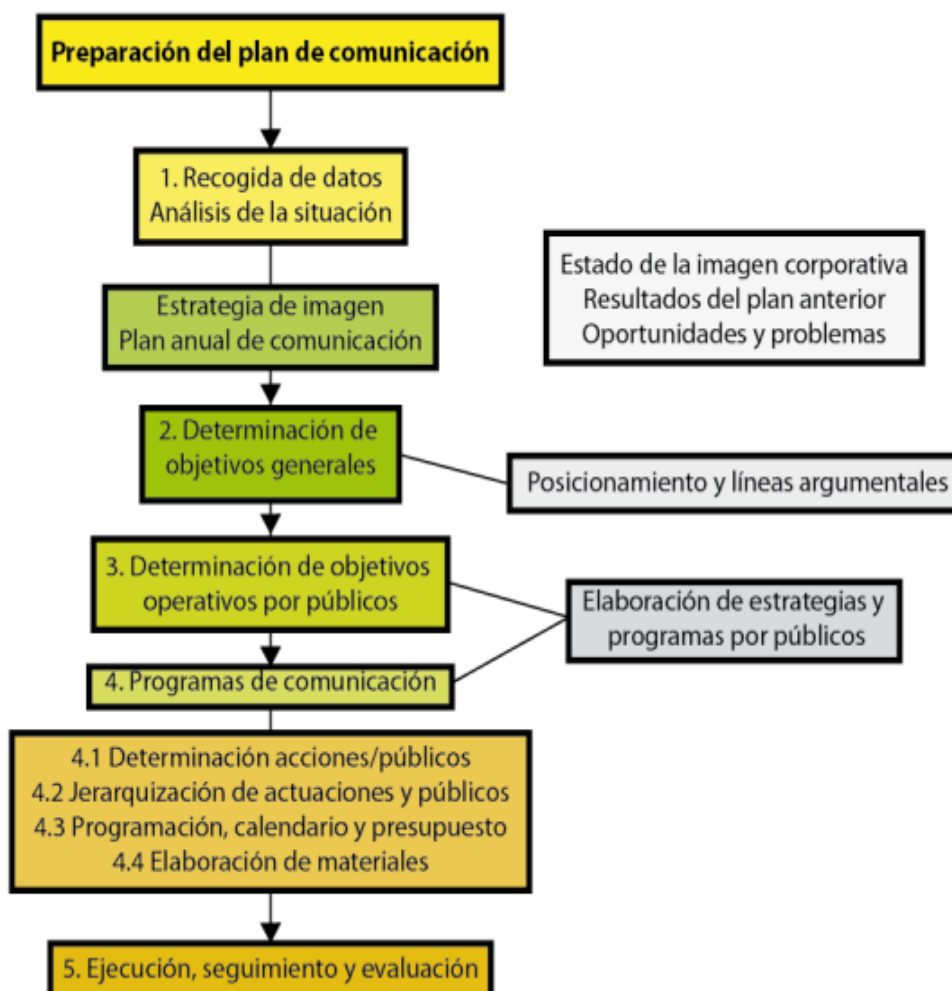 Preparación del plan de comunicación
1. Recogida de datos
Análisis de la situación
Estado de la imagen corporativa
Resultados del plan anterior
Oportunidades y problemas
Estrategia de imagen
Plan anual de comunicación
2. Determinación de
objetivos generales
Posicionamiento y líneas argumentales
3. Determinación de objetivos
operativos por públicos
Elaboración de estrategias y
programas por públicos
4. Programas de comunicación
4.1 Determinación acciones/públicos
4.2 Jerarquización de actuaciones y públicos
4.3 Programación, calendario y presupuesto
4.4 Elaboración de materiales
5. Ejecución, seguimiento y evaluación